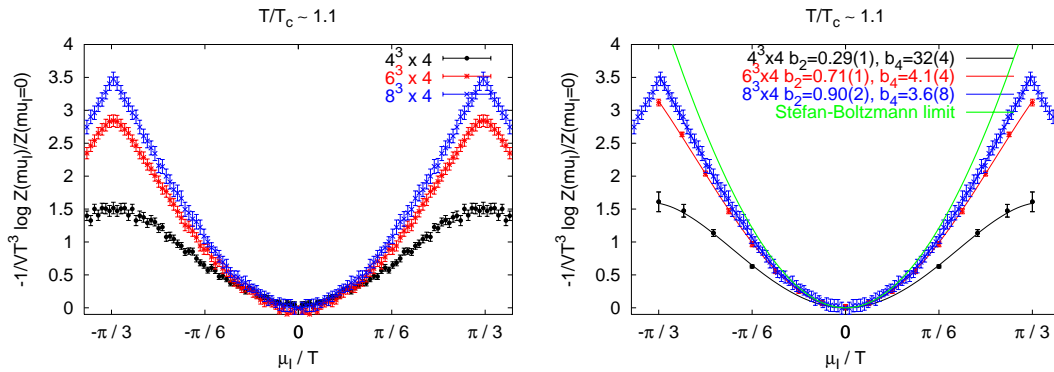 T/T_c ~ 1.1
-1/VT^3 log Z(mu_I)/Z(mu_I=0)
4
3.5
3
2.5
2
1.5
1
0.5
0
4^3 x 4
6^3 x 4
8^3 x 4
-π / 3
-π / 6
0
π / 6
π / 3
μ_I / T
T/T_c ~ 1.1
-1/VT^3 log Z(mu_I)/Z(mu_I=0)
4
3.5
3
2.5
2
1.5
1
0.5
0
4^3x4 b_2=0.29(1), b_4=32(4)
6^3x4 b_2=0.71(1), b_4=4.1(4)
8^3x4 b_2=0.90(2), b_4=3.6(8)
Stefan-Boltzmann limit
-π / 3
-π / 6
0
π / 6
π / 3
μ_I / T